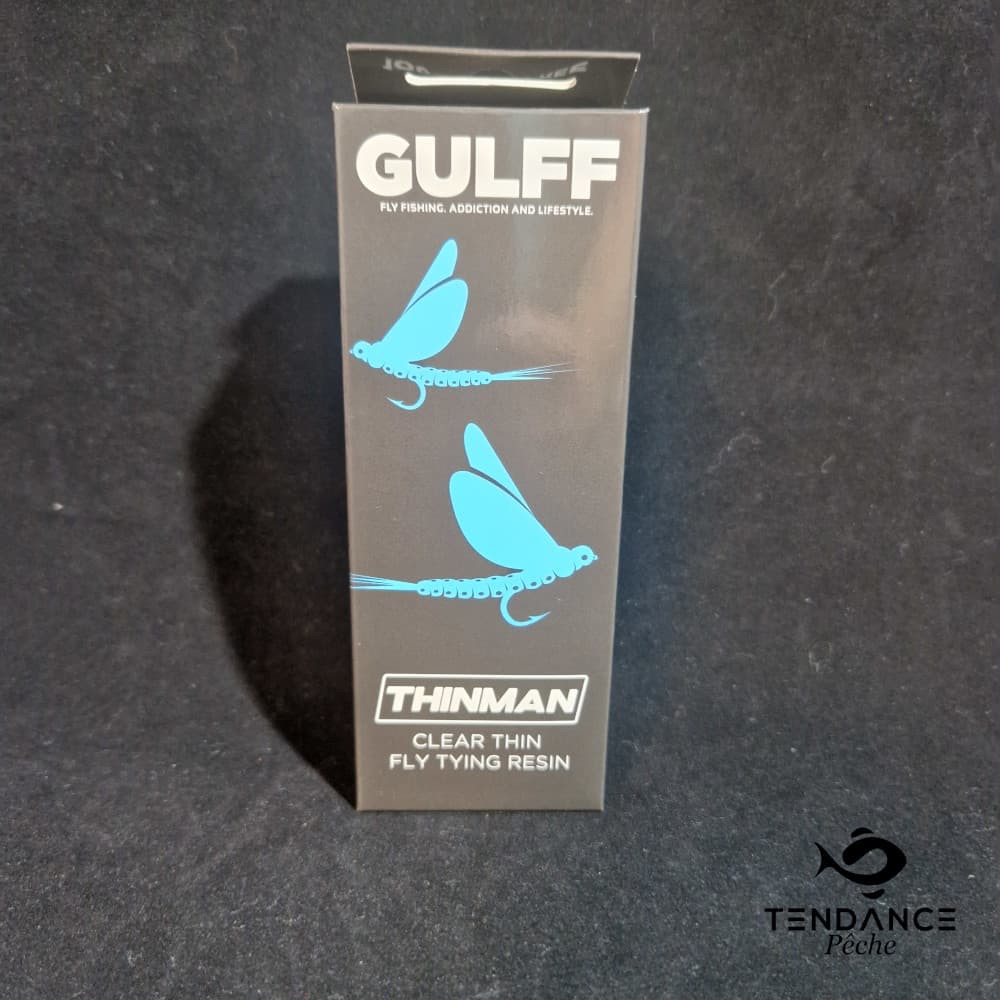 GULFF
FLY FISHING. ADDICTION AND LIFESTYLE.
THINMAN
CLEAR THIN
FLY TYING RESIN
TENDANCE
Pêche